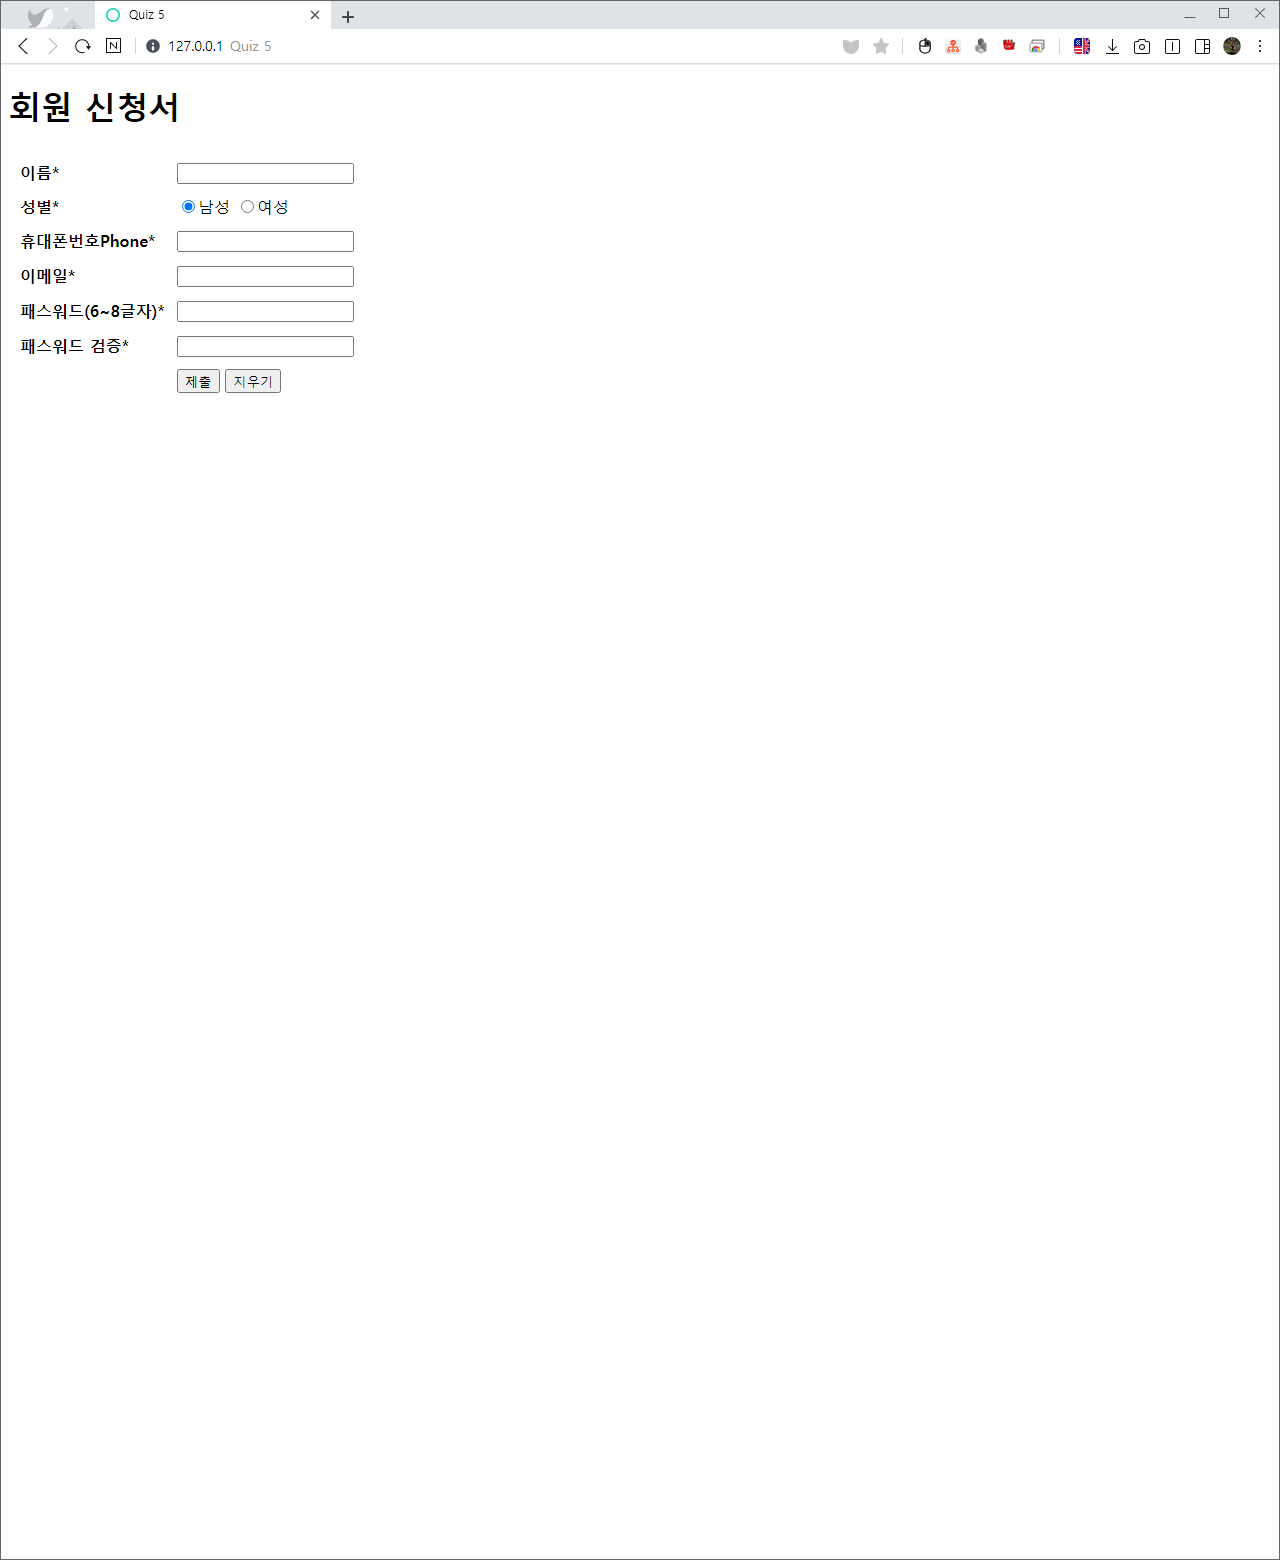 Quiz 5
127.0.0.1 Quiz 5
회원 신청서
이름*
성별* 남성 여성
휴대폰번호Phone*
이메일*
패스워드(6~8글자)*
패스워드 검증*
제출 지우기